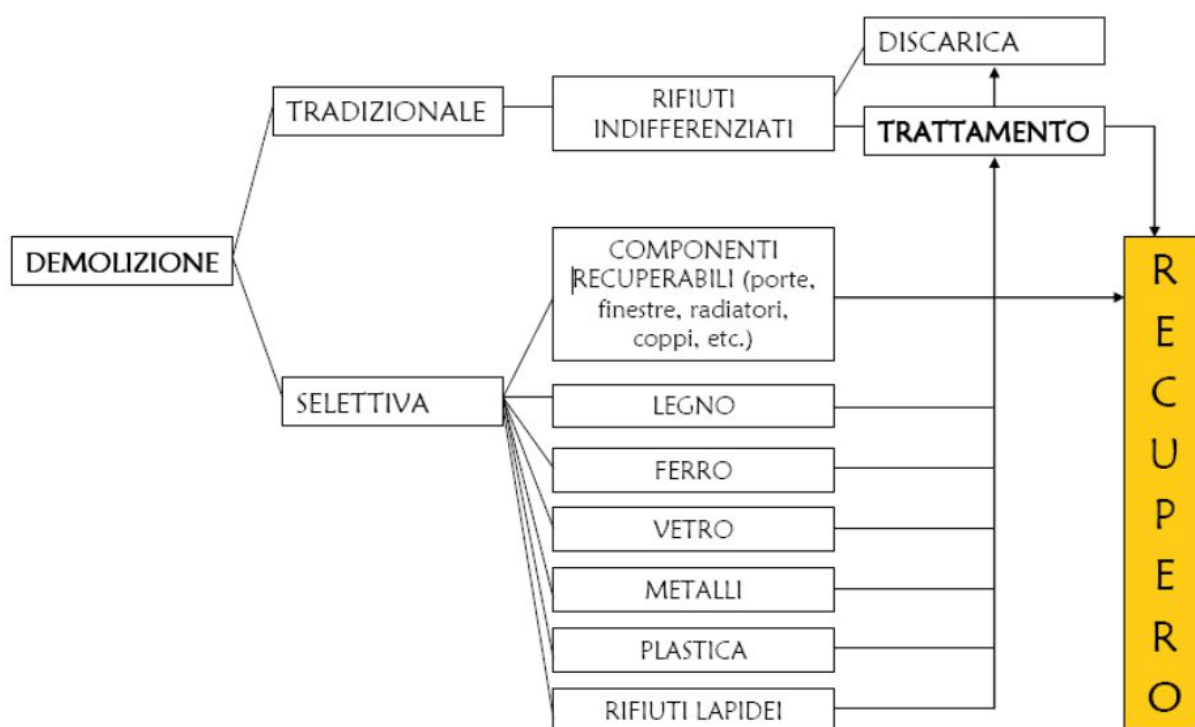 DISCARICA
TRADIZIONALE
RIFIUTI
INDIFFERENZIATI
TRATTAMENTO
DEMOLIZIONE
COMPONENTI
RECUPERABILI (porte,
finestre, radiatori,
coppi, etc.)
SELETTIVA
LEGNO
FERRO
VETRO
METALLI
PLASTICA
RIFIUTI LAPIDEI
R
E
C
U
P
E
R
O